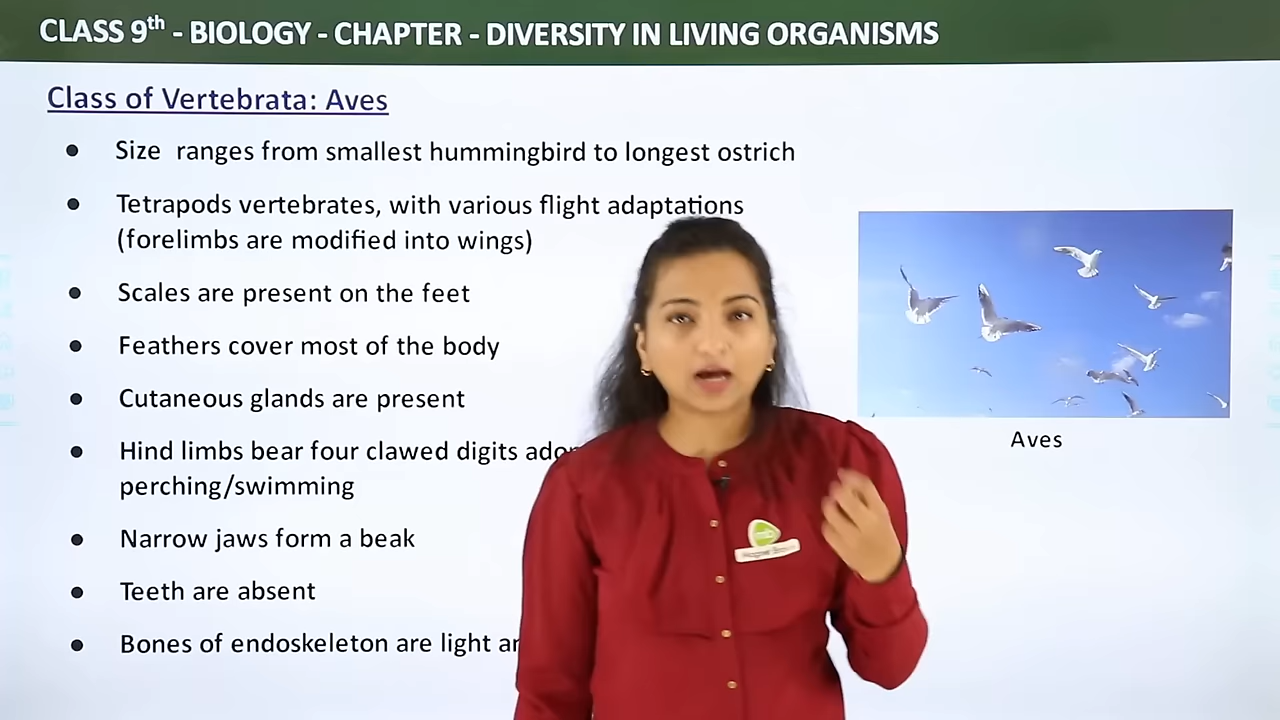 CLASS 9th - BIOLOGY - CHAPTER - DIVERSITY IN LIVING ORGANISMS
Class of Vertebrata: Aves
● Size ranges from smallest hummingbird to longest ostrich
● Tetrapods vertebrates, with various flight adaptations
(forelimbs are modified into wings)
● Scales are present on the feet
● Feathers cover most of the body
● Cutaneous glands are present
● Hind limbs bear four clawed digits
perching/swimming
● Narrow jaws form a beak
● Teeth are absent
● Bones of endoskeleton are light
Aves